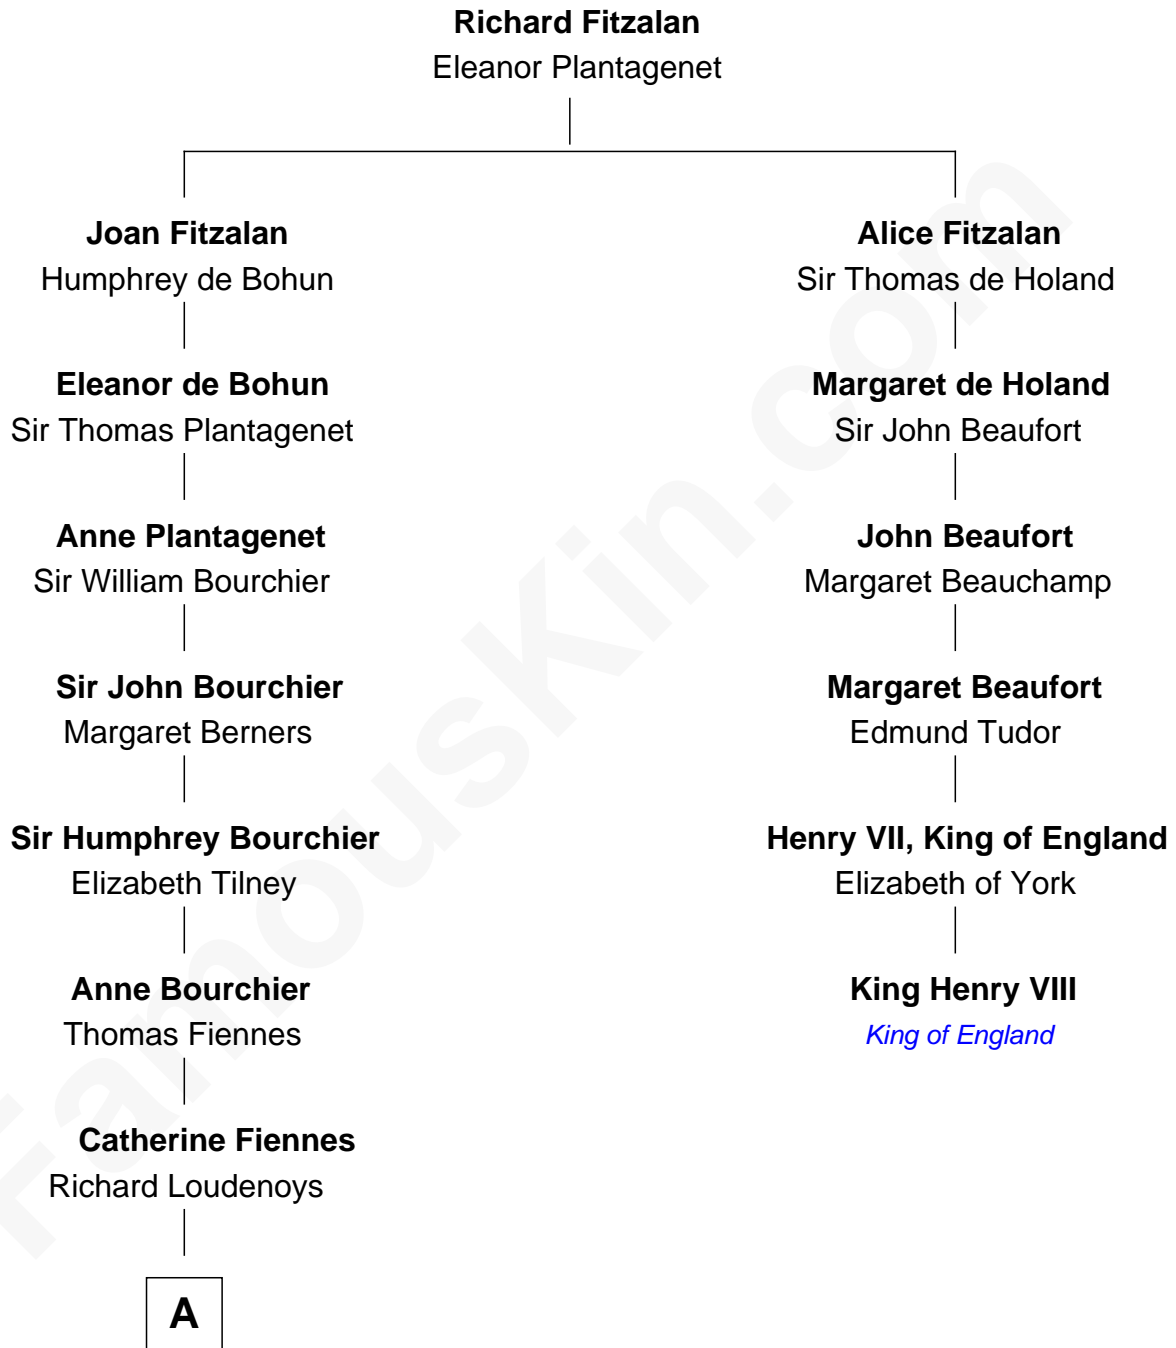 Richard Fitzalan
Eleanor Plantagenet
Joan Fitzalan
Humphrey de Bohun
Alice Fitzalan
Sir Thomas de Holand
Eleanor de Bohun
Sir Thomas Plantagenet
Margaret de Holand
Sir John Beaufort
Anne Plantagenet
Sir William Bourchier
John Beaufort
Margaret Beauchamp
Sir John Bourchier
Margaret Berners
Margaret Beaufort
Edmund Tudor
Sir Humphrey Bourchier
Elizabeth Tilney
Henry VII, King of England
Elizabeth of York
Anne Bourchier
Thomas Fiennes
King Henry VIII
King of England
Catherine Fiennes
Richard Loudenoys
A
FamousKin.com